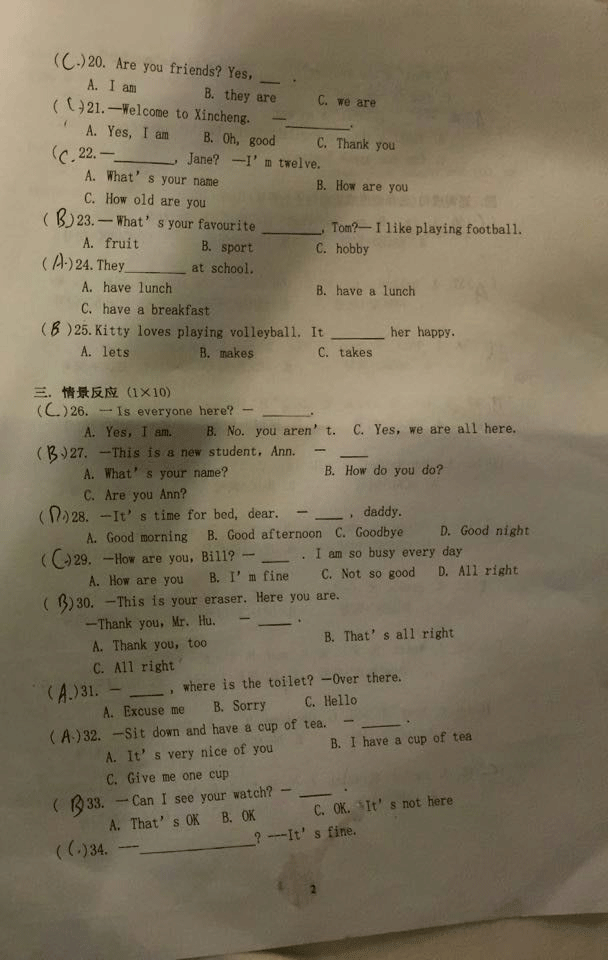 (C.)20. Are you friends? Yes, ___ .
A. I am B. they are C. we are
(C.)21.—Welcome to Xincheng. —________.
A. Yes, I am B. Oh, good C. Thank you
(C. 22.—________, Jane? —I'm twelve.
A. What's your name B. How are you
C. How old are you
(B.)23.—What's your favourite ________, Tom?—I like playing football.
A. fruit B. sport C. hobby
(A.)24.They________ at school.
A. have lunch B. have a lunch
C. have a breakfast
(B )25.Kitty loves playing volleyball. It _______ her happy.
A. lets B. makes C. takes
三. 情景反应 (1×10)
(C.)26. —Is everyone here? — ______.
A. Yes, I am. B. No. you aren't. C. Yes, we are all here.
(B.)27. —This is a new student, Ann. — ____
A. What's your name? B. How do you do?
C. Are you Ann?
(D.)28. —It's time for bed, dear. — ____ , daddy.
A. Good morning B. Good afternoon C. Goodbye D. Good night
(C.)29. —How are you, Bill? — ____ . I am so busy every day
A. How are you B. I'm fine C. Not so good D. All right
( B)30. —This is your eraser. Here you are.
—Thank you, Mr. Hu. — ____ .
A. Thank you, too B. That's all right
C. All right
(A.)31. — ____ , where is the toilet? —Over there.
A. Excuse me B. Sorry C. Hello
(A.)32. —Sit down and have a cup of tea. — _____ .
A. It's very nice of you B. I have a cup of tea
C. Give me one cup
( B)33. —Can I see your watch? — ____ .
A. That's OK B. OK C. OK. It's not here
(C.)34. ——______________? ——-It's fine.
2